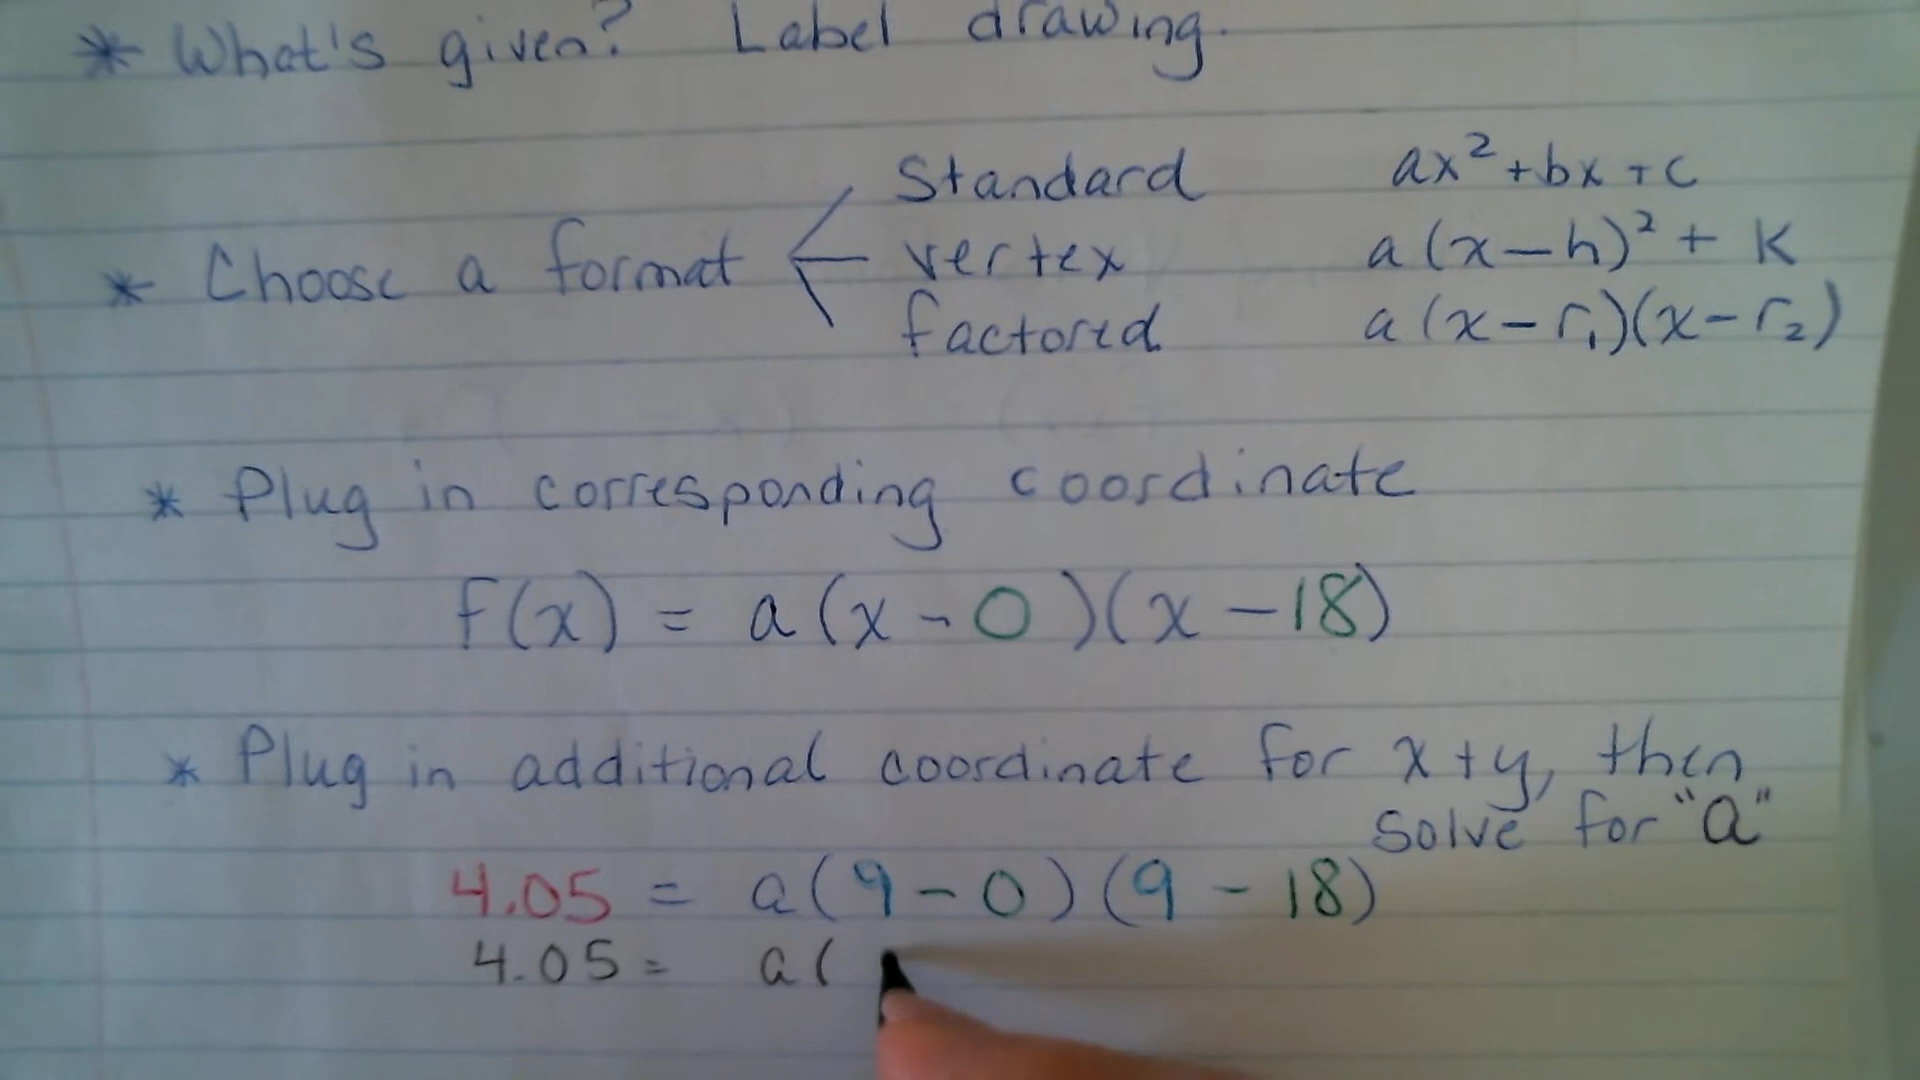 * What's given? Label drawing.
Standard ax² + bx + c
* Choose a format < vertex a(x-h)² + K
factored a(x-r₁)(x-r₂)
* Plug in corresponding coordinate
f(x) = a(x-0)(x-18)
* Plug in additional coordinate for x+y, then
solve for "a"
4.05 = a(9-0)(9-18)
4.05 = a(